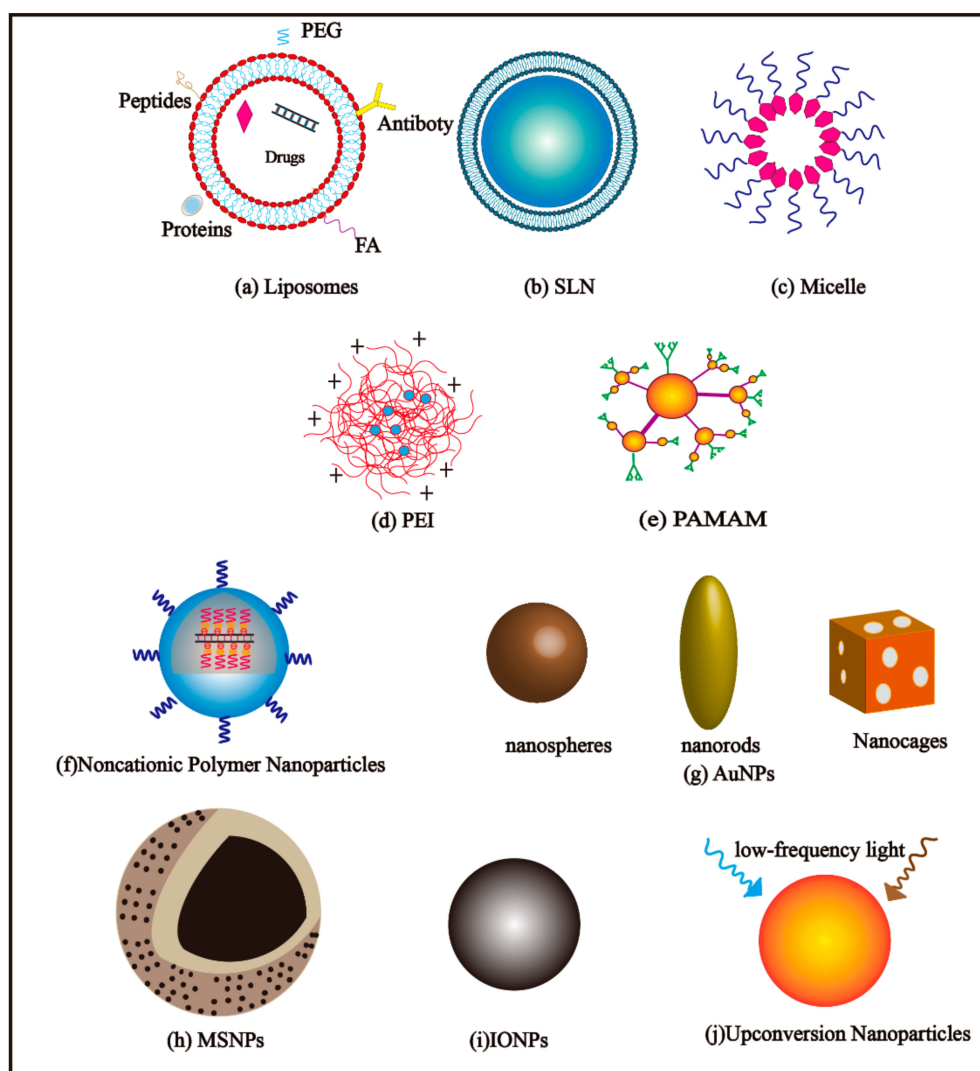 PEG
Peptides
Antiboty
Drugs
Proteins
FA
(a) Liposomes
(b) SLN
(c) Micelle
+
+
+
+
+
+
+
+
+
(d) PEI
(e) PAMAM
(f)Noncationic Polymer Nanoparticles
nanospheres
nanorods
Nanocages
(g) AuNPs
low-frequency light
(h) MSNPs
(i)IONPs
(j)Upconversion Nanoparticles